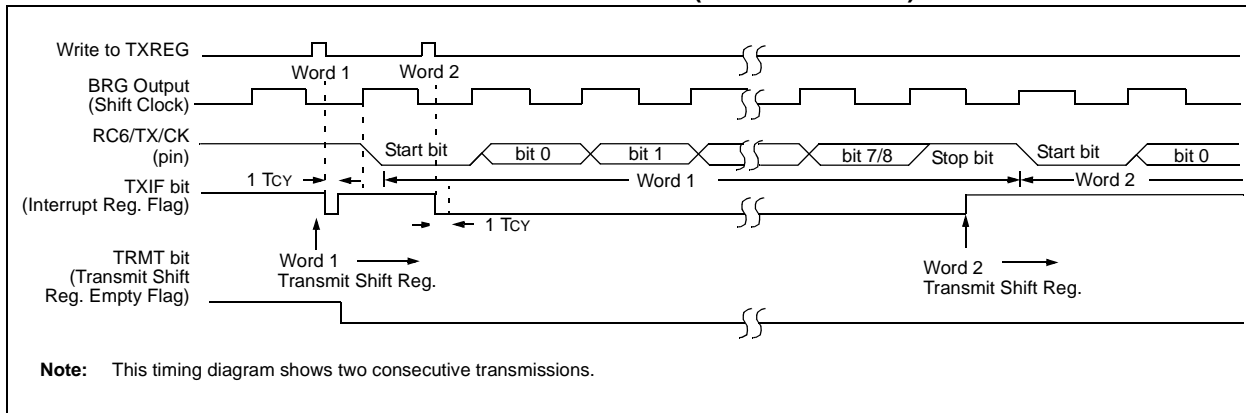 Write to TXREG
Word 1
Word 2
BRG Output
(Shift Clock)
RC6/TX/CK
(pin)
Start bit
bit 0
bit 1
bit 7/8
Stop bit
Start bit
bit 0
1 TCY
Word 1
Word 2
TXIF bit
(Interrupt Reg. Flag)
1 TCY
TRMT bit
(Transmit Shift
Reg. Empty Flag)
Word 1
Transmit Shift Reg.
Word 2
Transmit Shift Reg.
Note: This timing diagram shows two consecutive transmissions.